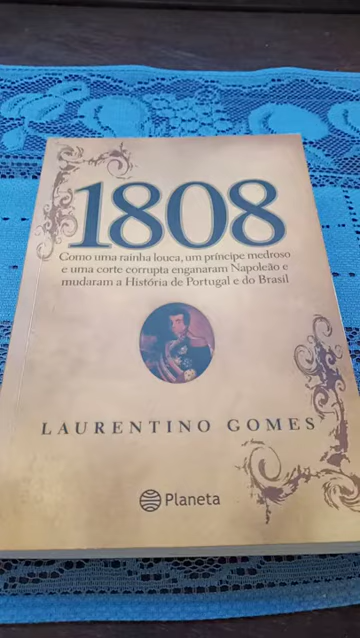 1808
Como uma rainha louca, um príncipe medroso
e uma corte corrupta enganaram Napoleão e
mudaram a História de Portugal e do Brasil
LAURENTINO GOMES
Planeta